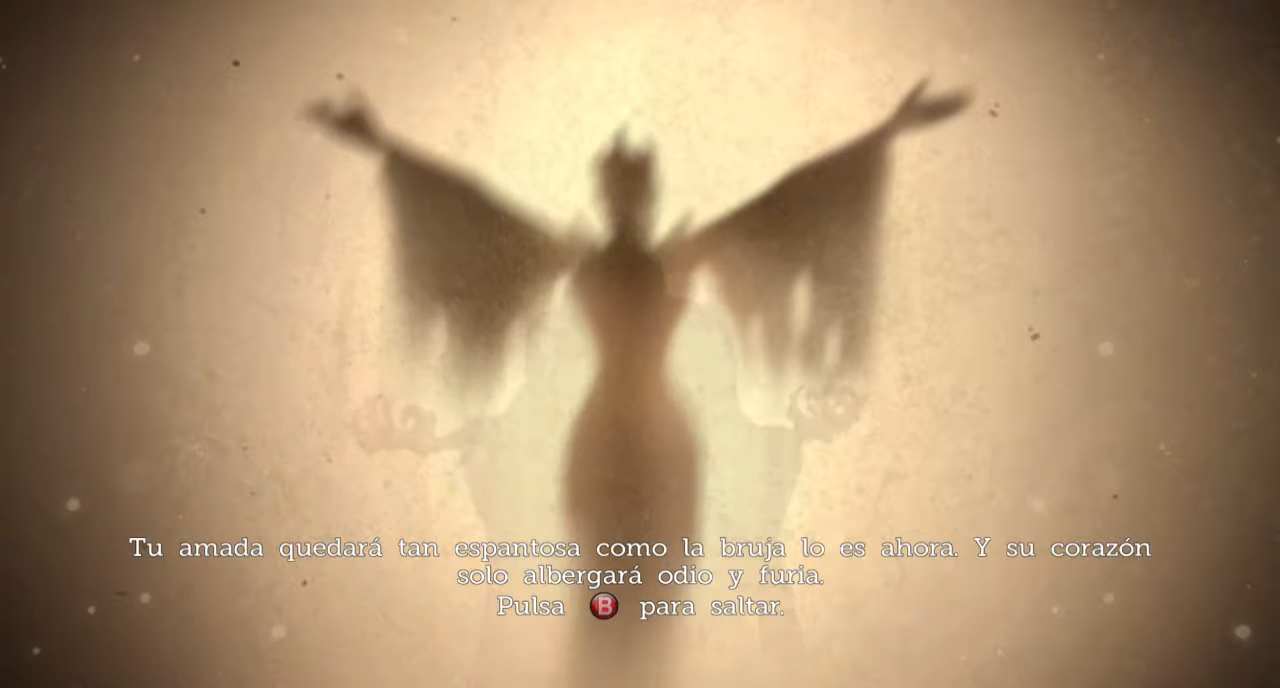 Tu amada quedará tan espantosa como la bruja lo es ahora. Y su corazón
solo albergará odio y furia.
Pulsa B para saltar.